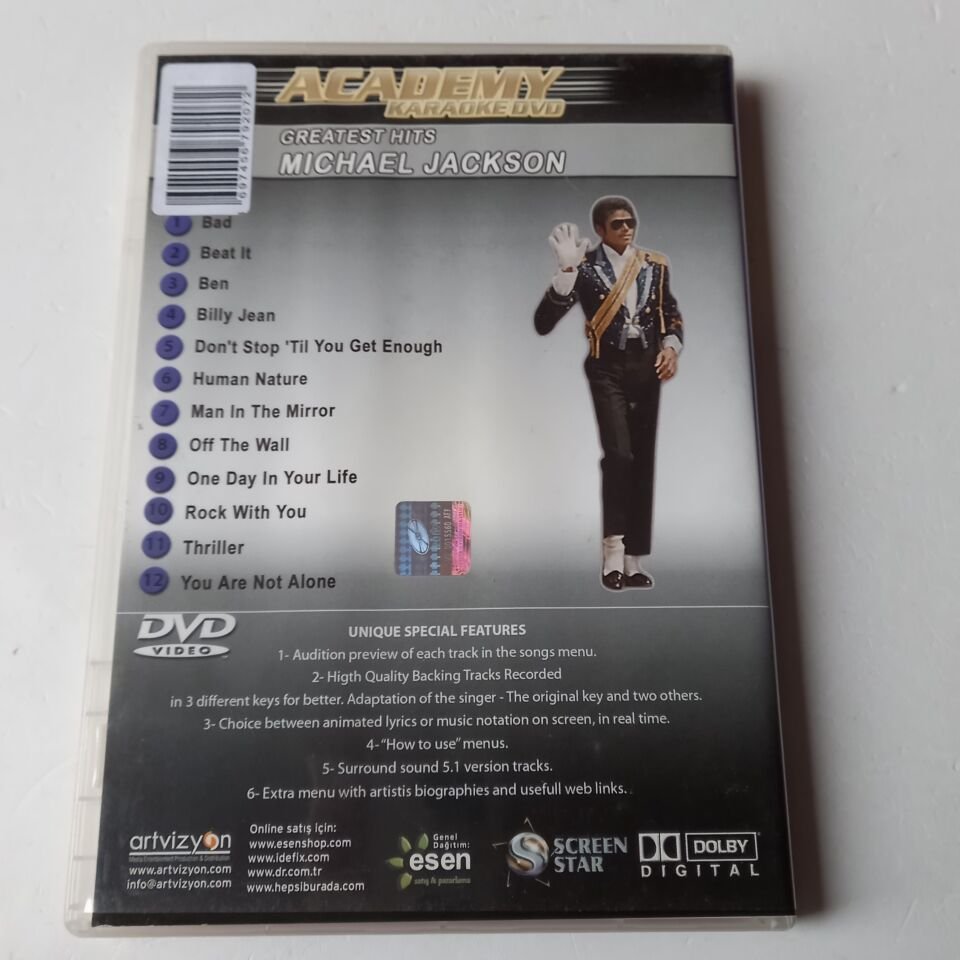 ACADEMY
KARAOKE DVD
GREATEST HITS
MICHAEL JACKSON
8697456792072
1 Bad
2 Beat It
3 Ben
4 Billy Jean
5 Don't Stop 'Til You Get Enough
6 Human Nature
7 Man In The Mirror
8 Off The Wall
9 One Day In Your Life
10 Rock With You
11 Thriller
12 You Are Not Alone
DVD
VIDEO
UNIQUE SPECIAL FEATURES
1- Audition preview of each track in the songs menu.
2- Higth Quality Backing Tracks Recorded
in 3 different keys for better. Adaptation of the singer - The original key and two others.
3- Choice between animated lyrics or music notation on screen, in real time.
4- “How to use” menus.
5- Surround sound 5.1 version tracks.
6- Extra menu with artistis biographies and usefull web links.
artvizyon
Media Entertainment Production & Distribution
www.artvizyon.com
info@artvizyon.com
Online satış için:
www.esenshop.com
www.idefix.com
www.dr.com.tr
www.hepsiburada.com
Genel
Dağıtım:
esen
satış & pazarlama
S SCREEN
STAR
DOLBY
DIGITAL